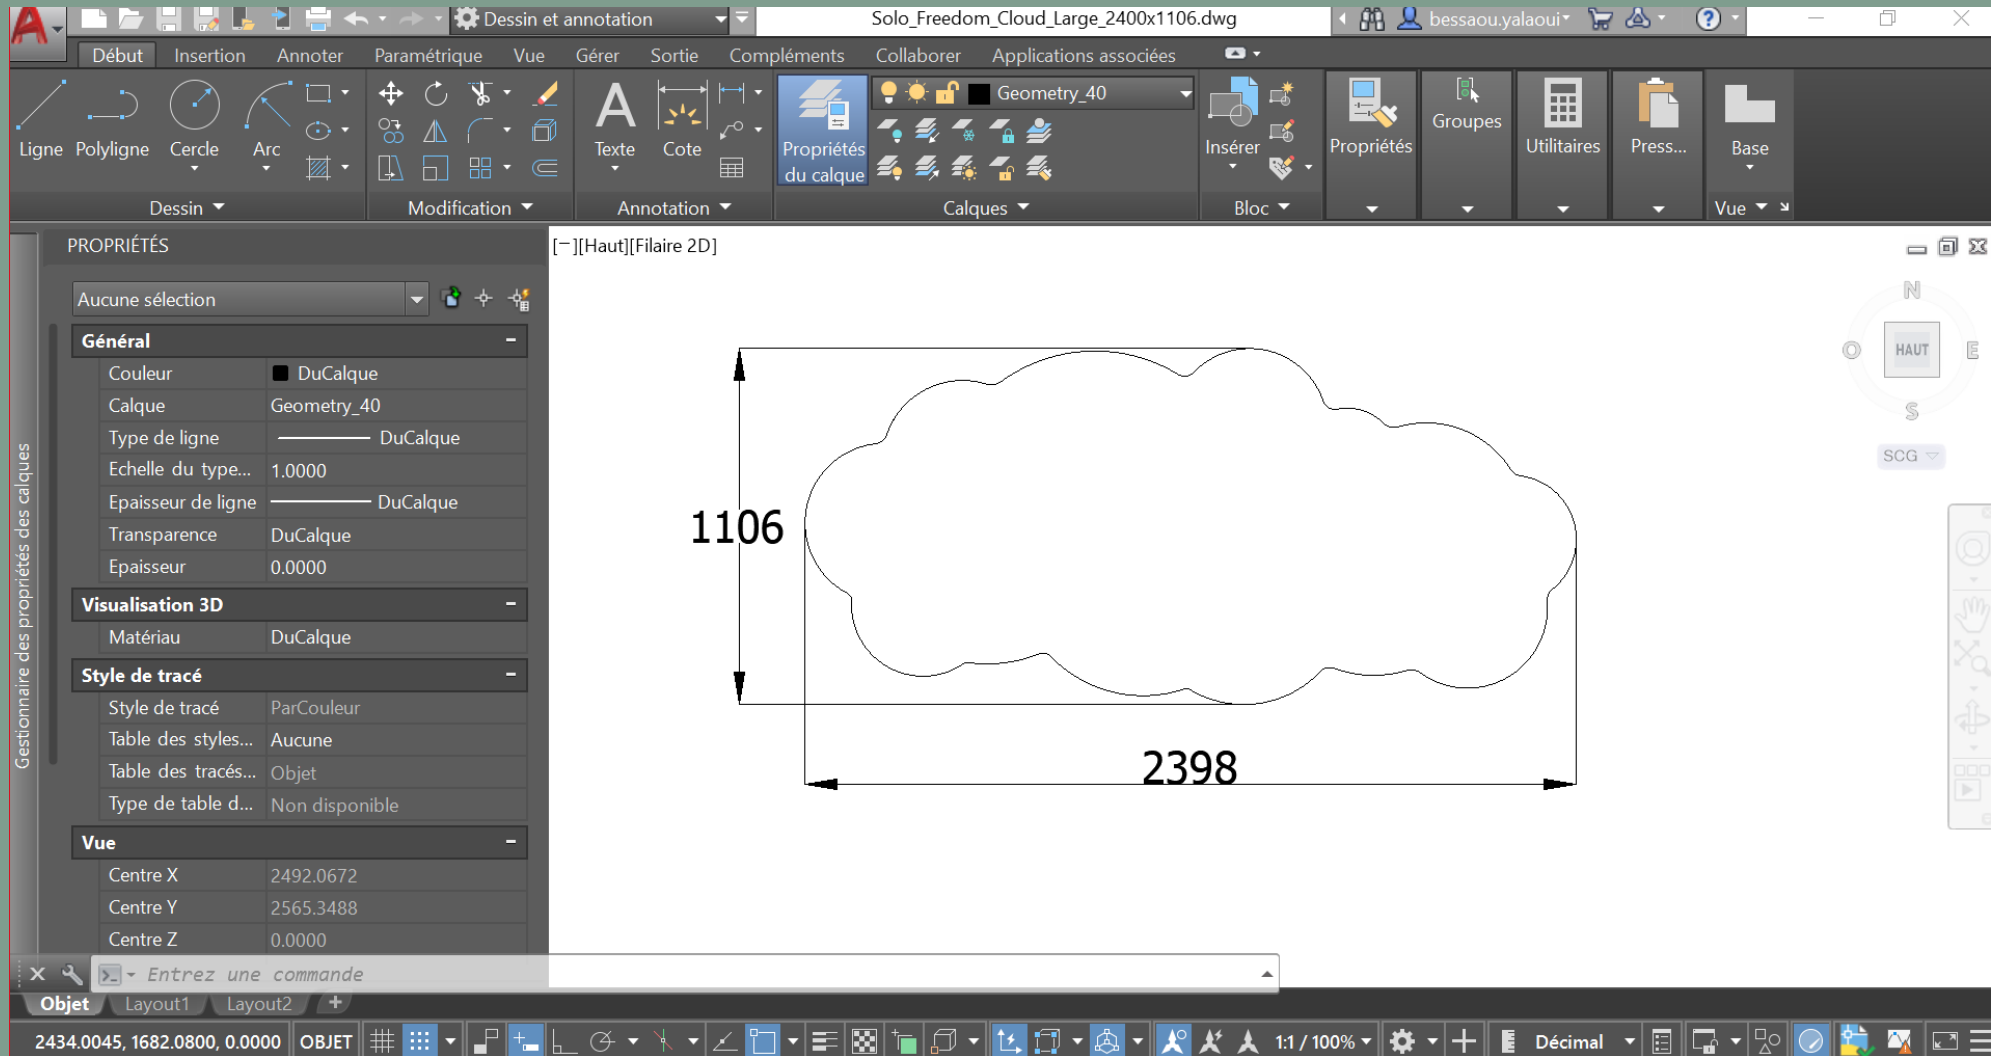 Dessin et annotation
Solo_Freedom_Cloud_Large_2400x1106.dwg
bessaou.yalaoui
Début Insertion Annoter Paramétrique Vue Gérer Sortie Compléments Collaborer Applications associées
Geometry_40
Ligne Polyligne Cercle Arc
Texte Cote
Propriétés du calque
Insérer
Propriétés
Groupes
Utilitaires
Press...
Base
Dessin Modification Annotation Calques Bloc Vue
PROPRIÉTÉS
[−][Haut][Filaire 2D]
Aucune sélection
Général
Couleur DuCalque
Calque Geometry_40
Type de ligne DuCalque
Echelle du type... 1.0000
Epaisseur de ligne DuCalque
Transparence DuCalque
Epaisseur 0.0000
Visualisation 3D
Matériau DuCalque
Style de tracé
Style de tracé ParCouleur
Table des styles... Aucune
Table des tracés... Objet
Type de table d... Non disponible
Vue
Centre X 2492.0672
Centre Y 2565.3488
Centre Z 0.0000
Gestionnaire des propriétés des calques
1106
2398
N
O
HAUT
E
S
SCG
Entrez une commande
Objet Layout1 Layout2 +
2434.0045, 1682.0800, 0.0000 OBJET
1:1 / 100%
Décimal